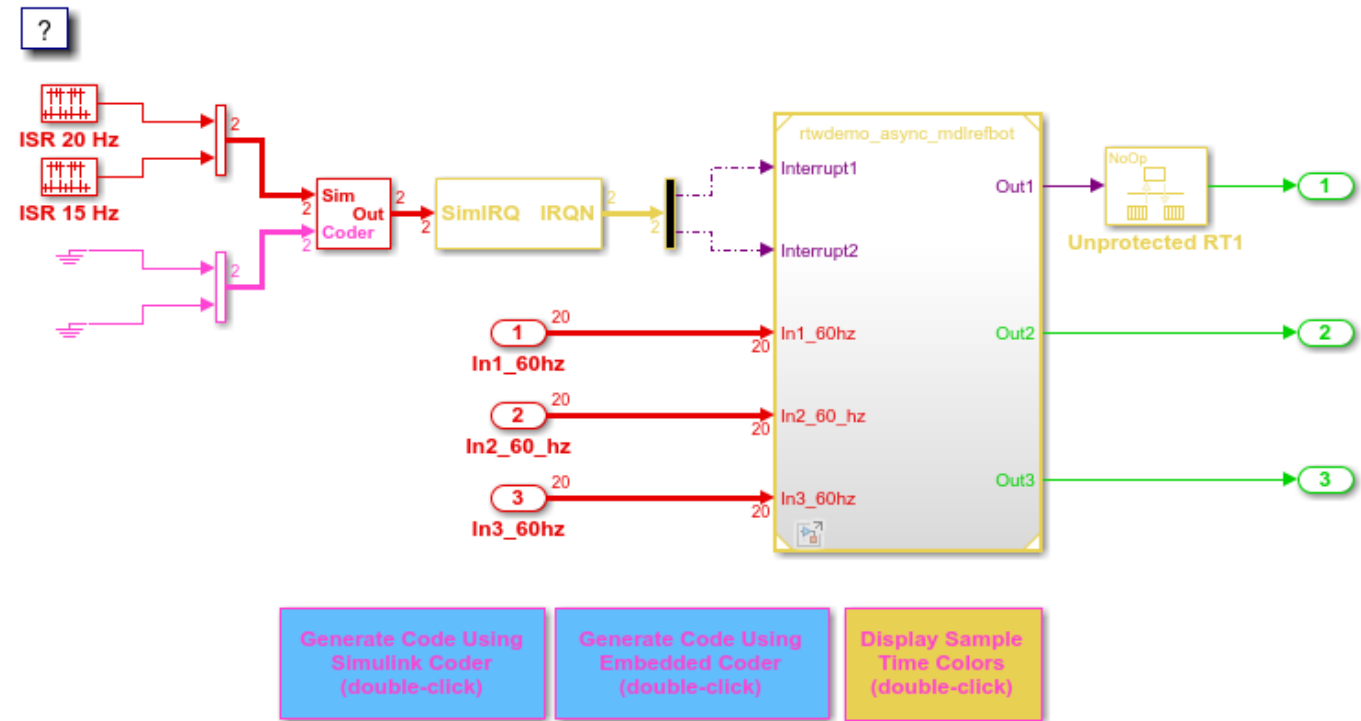 ?
ISR 20 Hz
ISR 15 Hz
2
2
2
2
Sim
Out
Coder
2
2
SimIRQ IRQN
2
2
rtwdemo_async_mdlrefbot
Interrupt1
Interrupt2
In1_60hz
In2_60_hz
In3_60hz
Out1
Out2
Out3
NoOp
Unprotected RT1
1
2
3
1
20
20
In1_60hz
2
20
20
In2_60_hz
3
20
20
In3_60hz
Generate Code Using
Simulink Coder
(double-click)
Generate Code Using
Embedded Coder
(double-click)
Display Sample
Time Colors
(double-click)